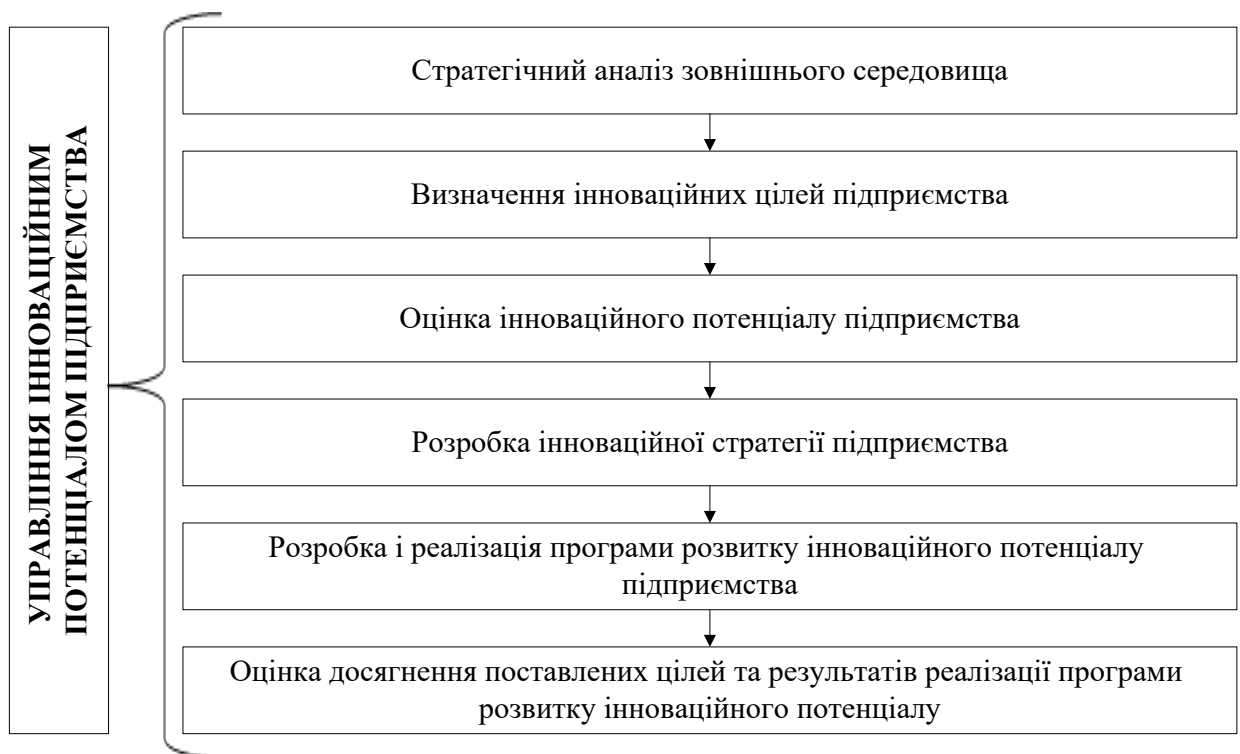 УПРАВЛІННЯ ІННОВАЦІЙНИМ
ПОТЕНЦІАЛОМ ПІДПРИЄМСТВА
Стратегічний аналіз зовнішнього середовища
Визначення інноваційних цілей підприємства
Оцінка інноваційного потенціалу підприємства
Розробка інноваційної стратегії підприємства
Розробка і реалізація програми розвитку інноваційного потенціалу
підприємства
Оцінка досягнення поставлених цілей та результатів реалізації програми
розвитку інноваційного потенціалу